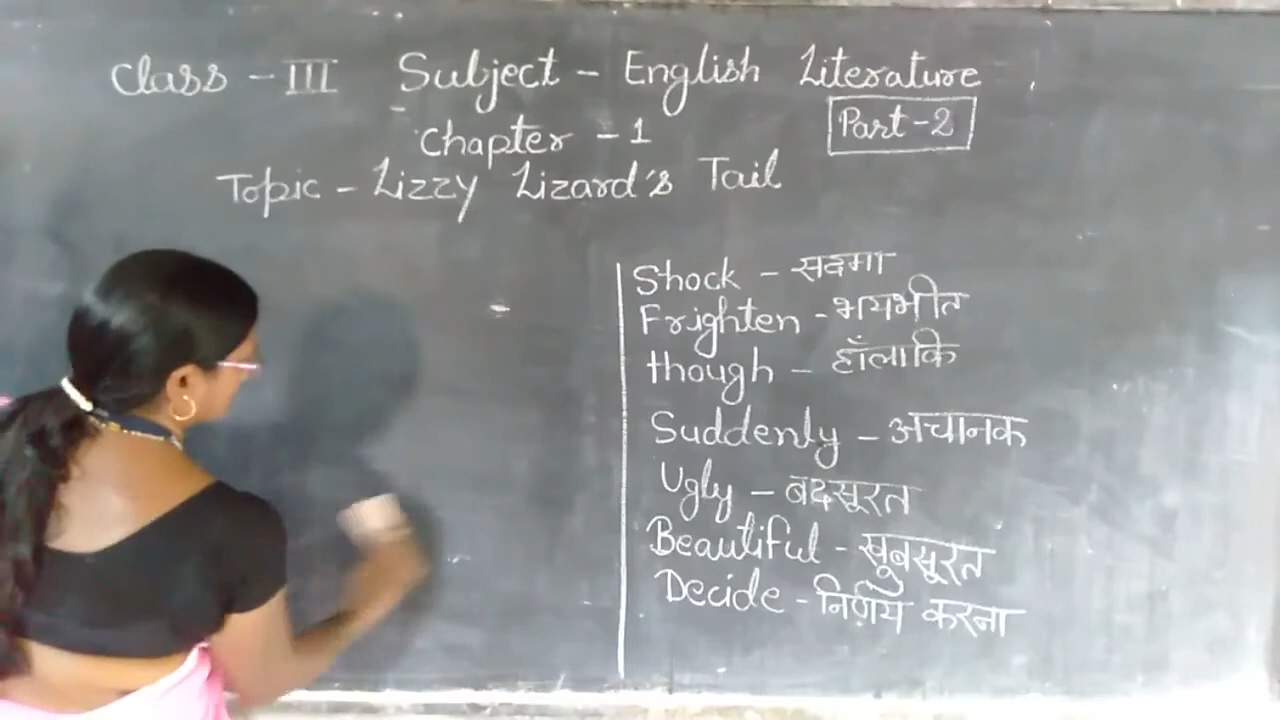 Class - III Subject - English Literature
Part-2
Chapter - 1
Topic - Lizzy Lizard's Tail
Shock - सदमा
Frighten - भयभीत
though - हाँलाकि
Suddenly - अचानक
Ugly - बदसूरत
Beautiful - खुबसूरत
Decide - निर्णय करना